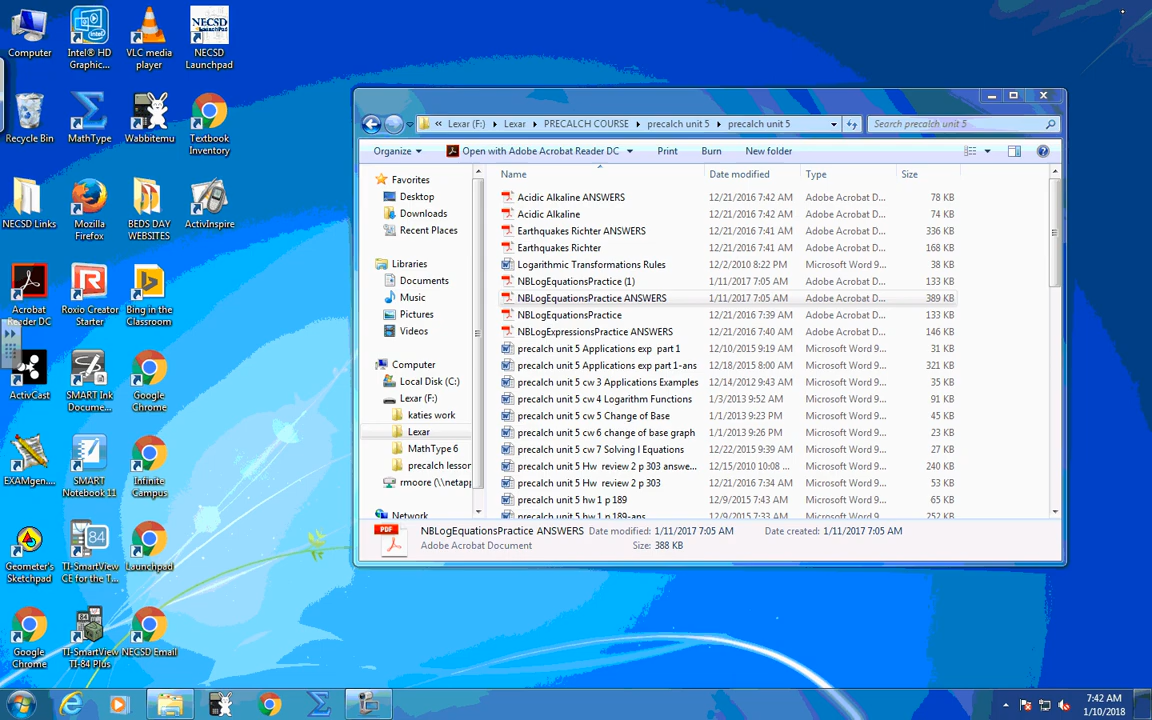 Computer
Intel® HD Graphic...
VLC media player
NECSD Launchpad
NECSD
LaunchPad
Recycle Bin
MathType
Wabbitemu
Textbook Inventory
NECSD Links
Mozilla Firefox
BEDS DAY WEBSITES
ActivInspire
Acrobat Reader DC
Roxio Creator Starter
Bing in the Classroom
ActivCast
SMART Ink Docume...
Google Chrome
EXAMgen...
SMART Notebook 11
Infinite Campus
Geometer's Sketchpad
TI-SmartView CE for the T...
Launchpad
Google Chrome
TI-SmartView TI-84 Plus
NECSD Email
« Lexar (F:) Lexar PRECALCH COURSE precalch unit 5 precalch unit 5
Search precalch unit 5
Organize Open with Adobe Acrobat Reader DC Print Burn New folder
Favorites
Desktop
Downloads
Recent Places
Libraries
Documents
Music
Pictures
Videos
Computer
Local Disk (C:)
Lexar (F:)
katies work
Lexar
MathType 6
precalch lesson
rmoore (\\netapp
Network
Name Date modified Type Size
Acidic Alkaline ANSWERS 12/21/2016 7:42 AM Adobe Acrobat D... 78 KB
Acidic Alkaline 12/21/2016 7:42 AM Adobe Acrobat D... 74 KB
Earthquakes Richter ANSWERS 12/21/2016 7:41 AM Adobe Acrobat D... 336 KB
Earthquakes Richter 12/21/2016 7:41 AM Adobe Acrobat D... 168 KB
Logarithmic Transformations Rules 12/2/2010 8:22 PM Microsoft Word 9... 38 KB
NBLogEquationsPractice (1) 1/11/2017 7:05 AM Adobe Acrobat D... 133 KB
NBLogEquationsPractice ANSWERS 1/11/2017 7:05 AM Adobe Acrobat D... 389 KB
NBLogEquationsPractice 12/21/2016 7:39 AM Adobe Acrobat D... 133 KB
NBLogExpressionsPractice ANSWERS 12/21/2016 7:40 AM Adobe Acrobat D... 146 KB
precalch unit 5 Applications exp part 1 12/10/2015 9:19 AM Microsoft Word 9... 31 KB
precalch unit 5 Applications exp part 1-ans 12/18/2015 8:00 AM Microsoft Word 9... 321 KB
precalch unit 5 cw 3 Applications Examples 12/14/2012 9:43 AM Microsoft Word 9... 35 KB
precalch unit 5 cw 4 Logarithm Functions 1/3/2013 9:52 AM Microsoft Word 9... 91 KB
precalch unit 5 cw 5 Change of Base 1/1/2013 9:23 PM Microsoft Word 9... 45 KB
precalch unit 5 cw 6 change of base graph 1/1/2013 9:26 PM Microsoft Word 9... 23 KB
precalch unit 5 cw 7 Solving l Equations 12/22/2015 9:39 AM Microsoft Word 9... 27 KB
precalch unit 5 Hw review 2 p 303 answe... 12/15/2010 10:08 ... Microsoft Word 9... 240 KB
precalch unit 5 Hw review 2 p 303 12/21/2016 7:34 AM Microsoft Word 9... 53 KB
precalch unit 5 hw 1 p 189 12/9/2015 7:43 AM Microsoft Word 9... 65 KB
precalch unit 5 hw 1 p 189-ans 12/9/2015 7:33 AM Microsoft Word 9... 252 KB
PDF
NBLogEquationsPractice ANSWERS Date modified: 1/11/2017 7:05 AM Date created: 1/11/2017 7:05 AM
Adobe Acrobat Document Size: 388 KB
7:42 AM
1/10/2018